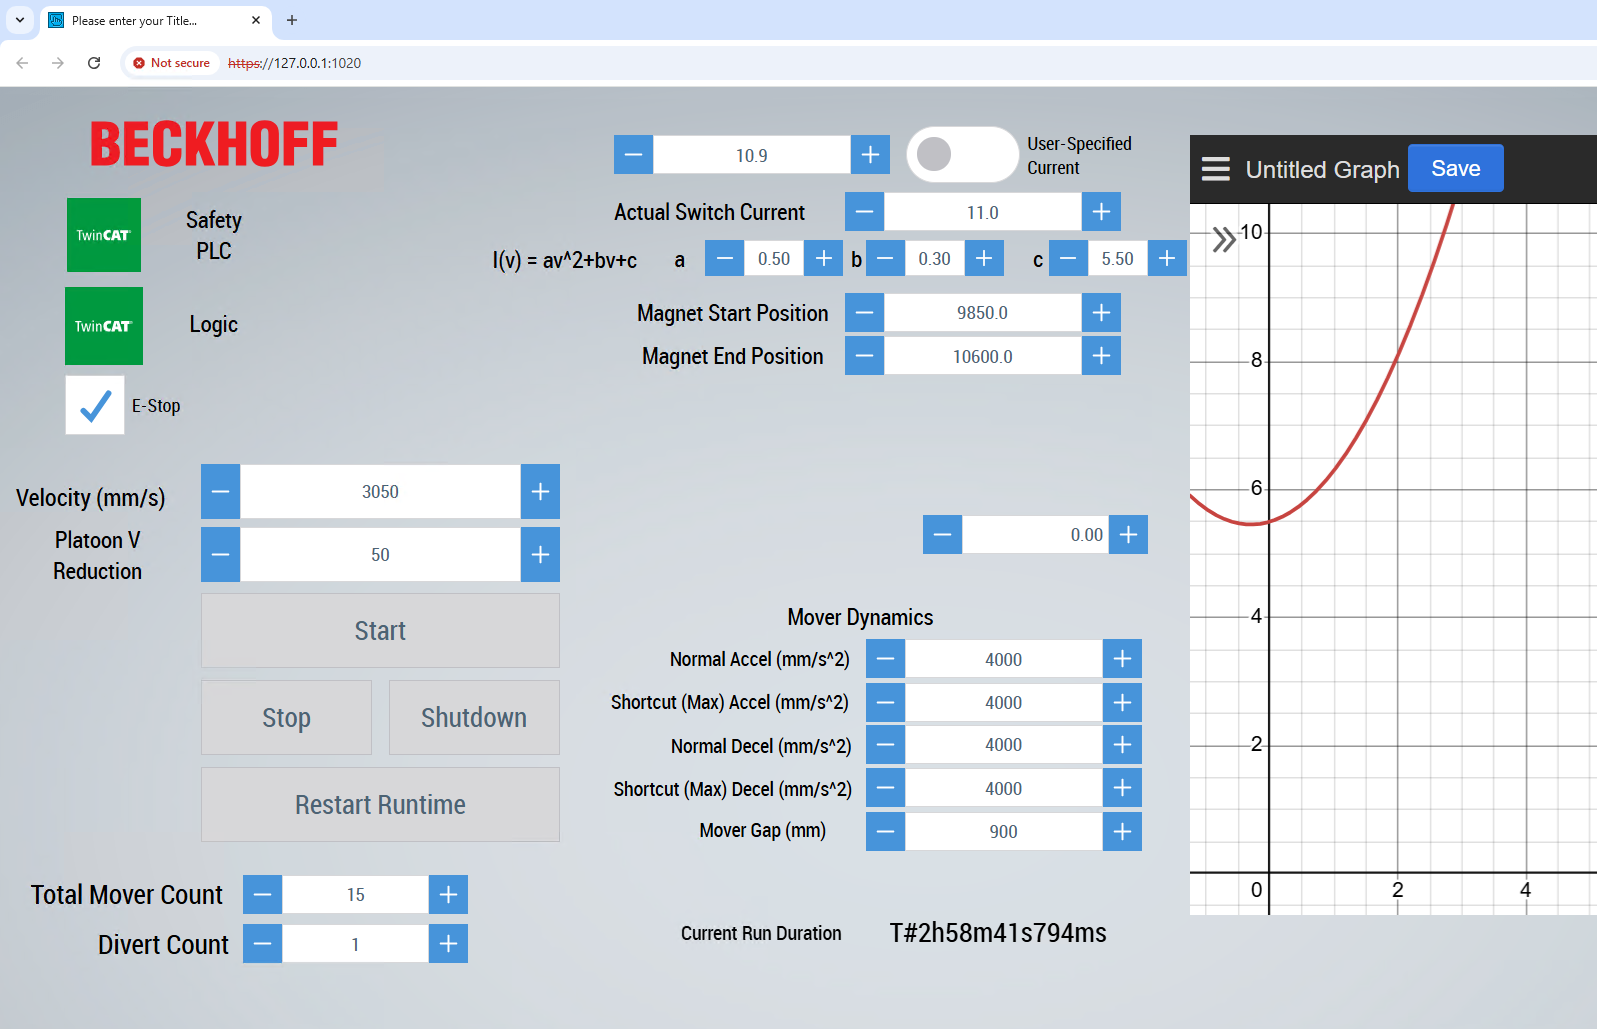 Please enter your Title...
Not secure
https://127.0.0.1:1020
BECKHOFF
TwinCAT
Safety
PLC
TwinCAT
Logic
E-Stop
10.9
User-Specified
Current
Actual Switch Current
11.0
I(v) = av^2+bv+c
a
0.50
b
0.30
c
5.50
Magnet Start Position
9850.0
Magnet End Position
10600.0
Velocity (mm/s)
3050
Platoon V
Reduction
50
Start
Stop
Shutdown
Restart Runtime
Total Mover Count
15
Divert Count
1
0.00
Mover Dynamics
Normal Accel (mm/s^2)
4000
Shortcut (Max) Accel (mm/s^2)
4000
Normal Decel (mm/s^2)
4000
Shortcut (Max) Decel (mm/s^2)
4000
Mover Gap (mm)
900
Current Run Duration
T#2h58m41s794ms
Untitled Graph
Save
10
8
6
4
2
0
2
4